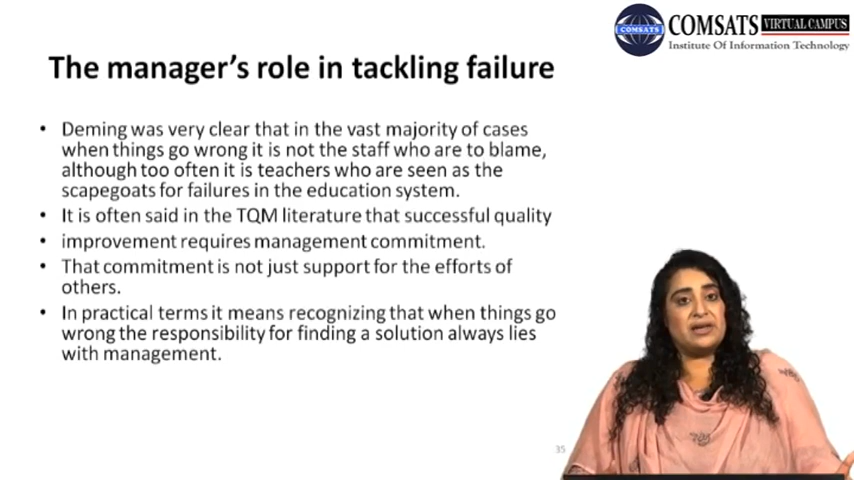 COMSATS
COMSATS VIRTUAL CAMPUS
Institute Of Information Technology
The manager's role in tackling failure
• Deming was very clear that in the vast majority of cases
when things go wrong it is not the staff who are to blame,
although too often it is teachers who are seen as the
scapegoats for failures in the education system.
• It is often said in the TQM literature that successful quality
• improvement requires management commitment.
• That commitment is not just support for the efforts of
others.
• In practical terms it means recognizing that when things go
wrong the responsibility for finding a solution always lies
with management.
35